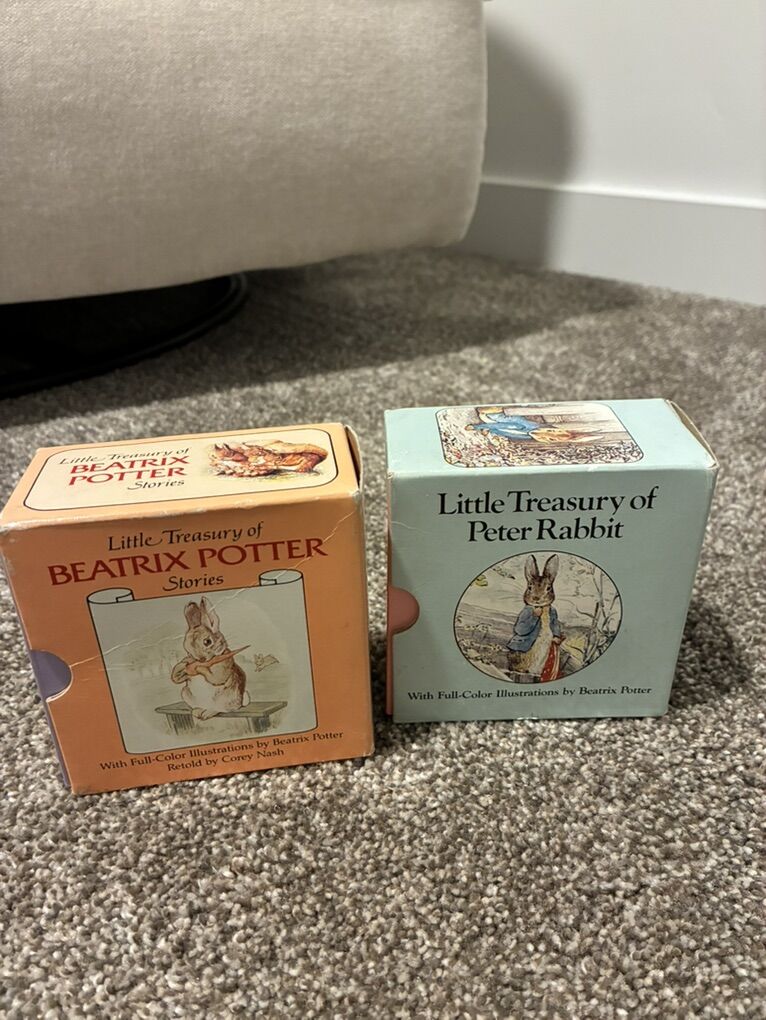 Little Treasury of
BEATRIX
POTTER
Stories
Little Treasury of
BEATRIX POTTER
Stories
With Full-Color Illustrations by Beatrix Potter
Retold by Corey Nash
Little Treasury of
Peter Rabbit
With Full-Color Illustrations by Beatrix Potter